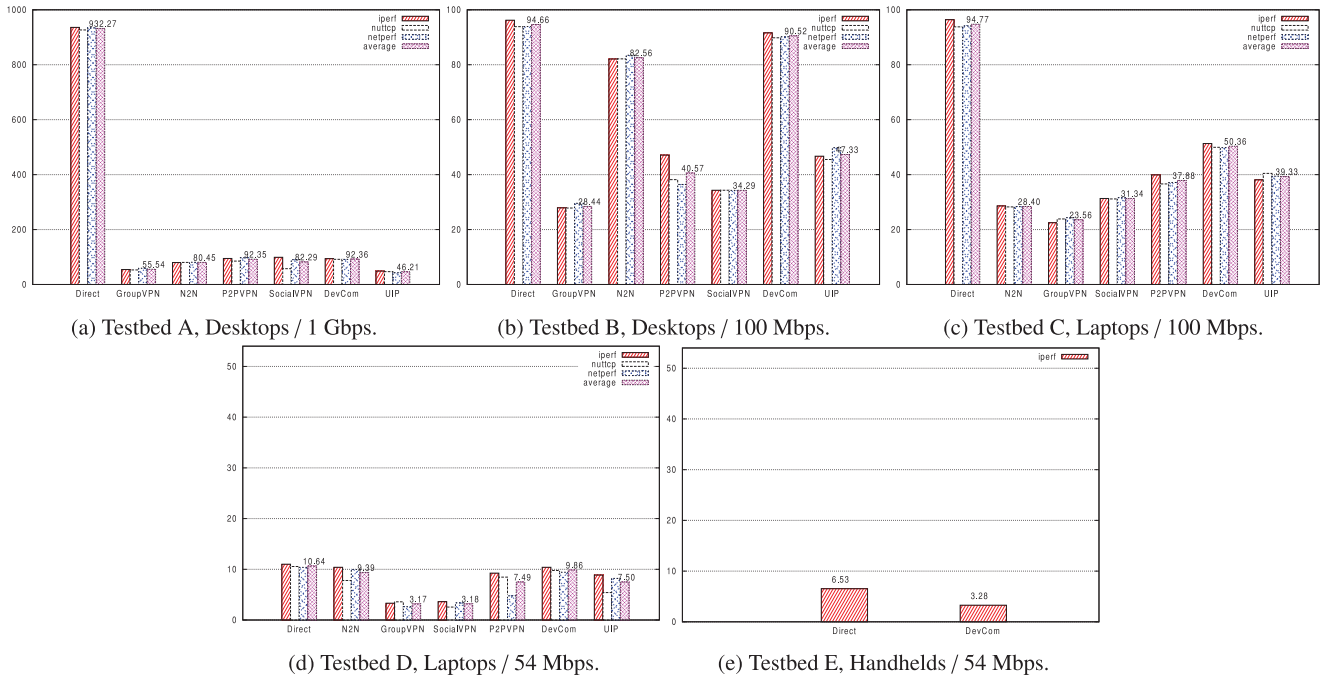 1000
800
600
400
200
0
932.27
55.54
80.45
92.35
82.29
92.36
46.21
iperf
nuttcp
netperf
average
Direct GroupVPN N2N P2PVPN SocialVPN DevCom UIP
(a) Testbed A, Desktops / 1 Gbps.
100
80
60
40
20
0
94.66
28.44
82.56
40.57
34.29
90.52
47.33
iperf
nuttcp
netperf
average
Direct GroupVPN N2N P2PVPN SocialVPN DevCom UIP
(b) Testbed B, Desktops / 100 Mbps.
100
80
60
40
20
0
94.77
28.40
23.56
31.34
37.88
50.36
39.33
iperf
nuttcp
netperf
average
Direct N2N GroupVPN SocialVPN P2PVPN DevCom UIP
(c) Testbed C, Laptops / 100 Mbps.
50
40
30
20
10
0
10.64
9.39
3.17
3.18
7.49
9.86
7.50
iperf
nuttcp
netperf
average
Direct N2N GroupVPN SocialVPN P2PVPN DevCom UIP
(d) Testbed D, Laptops / 54 Mbps.
50
40
30
20
10
0
6.53
3.28
iperf
Direct DevCom
(e) Testbed E, Handhelds / 54 Mbps.